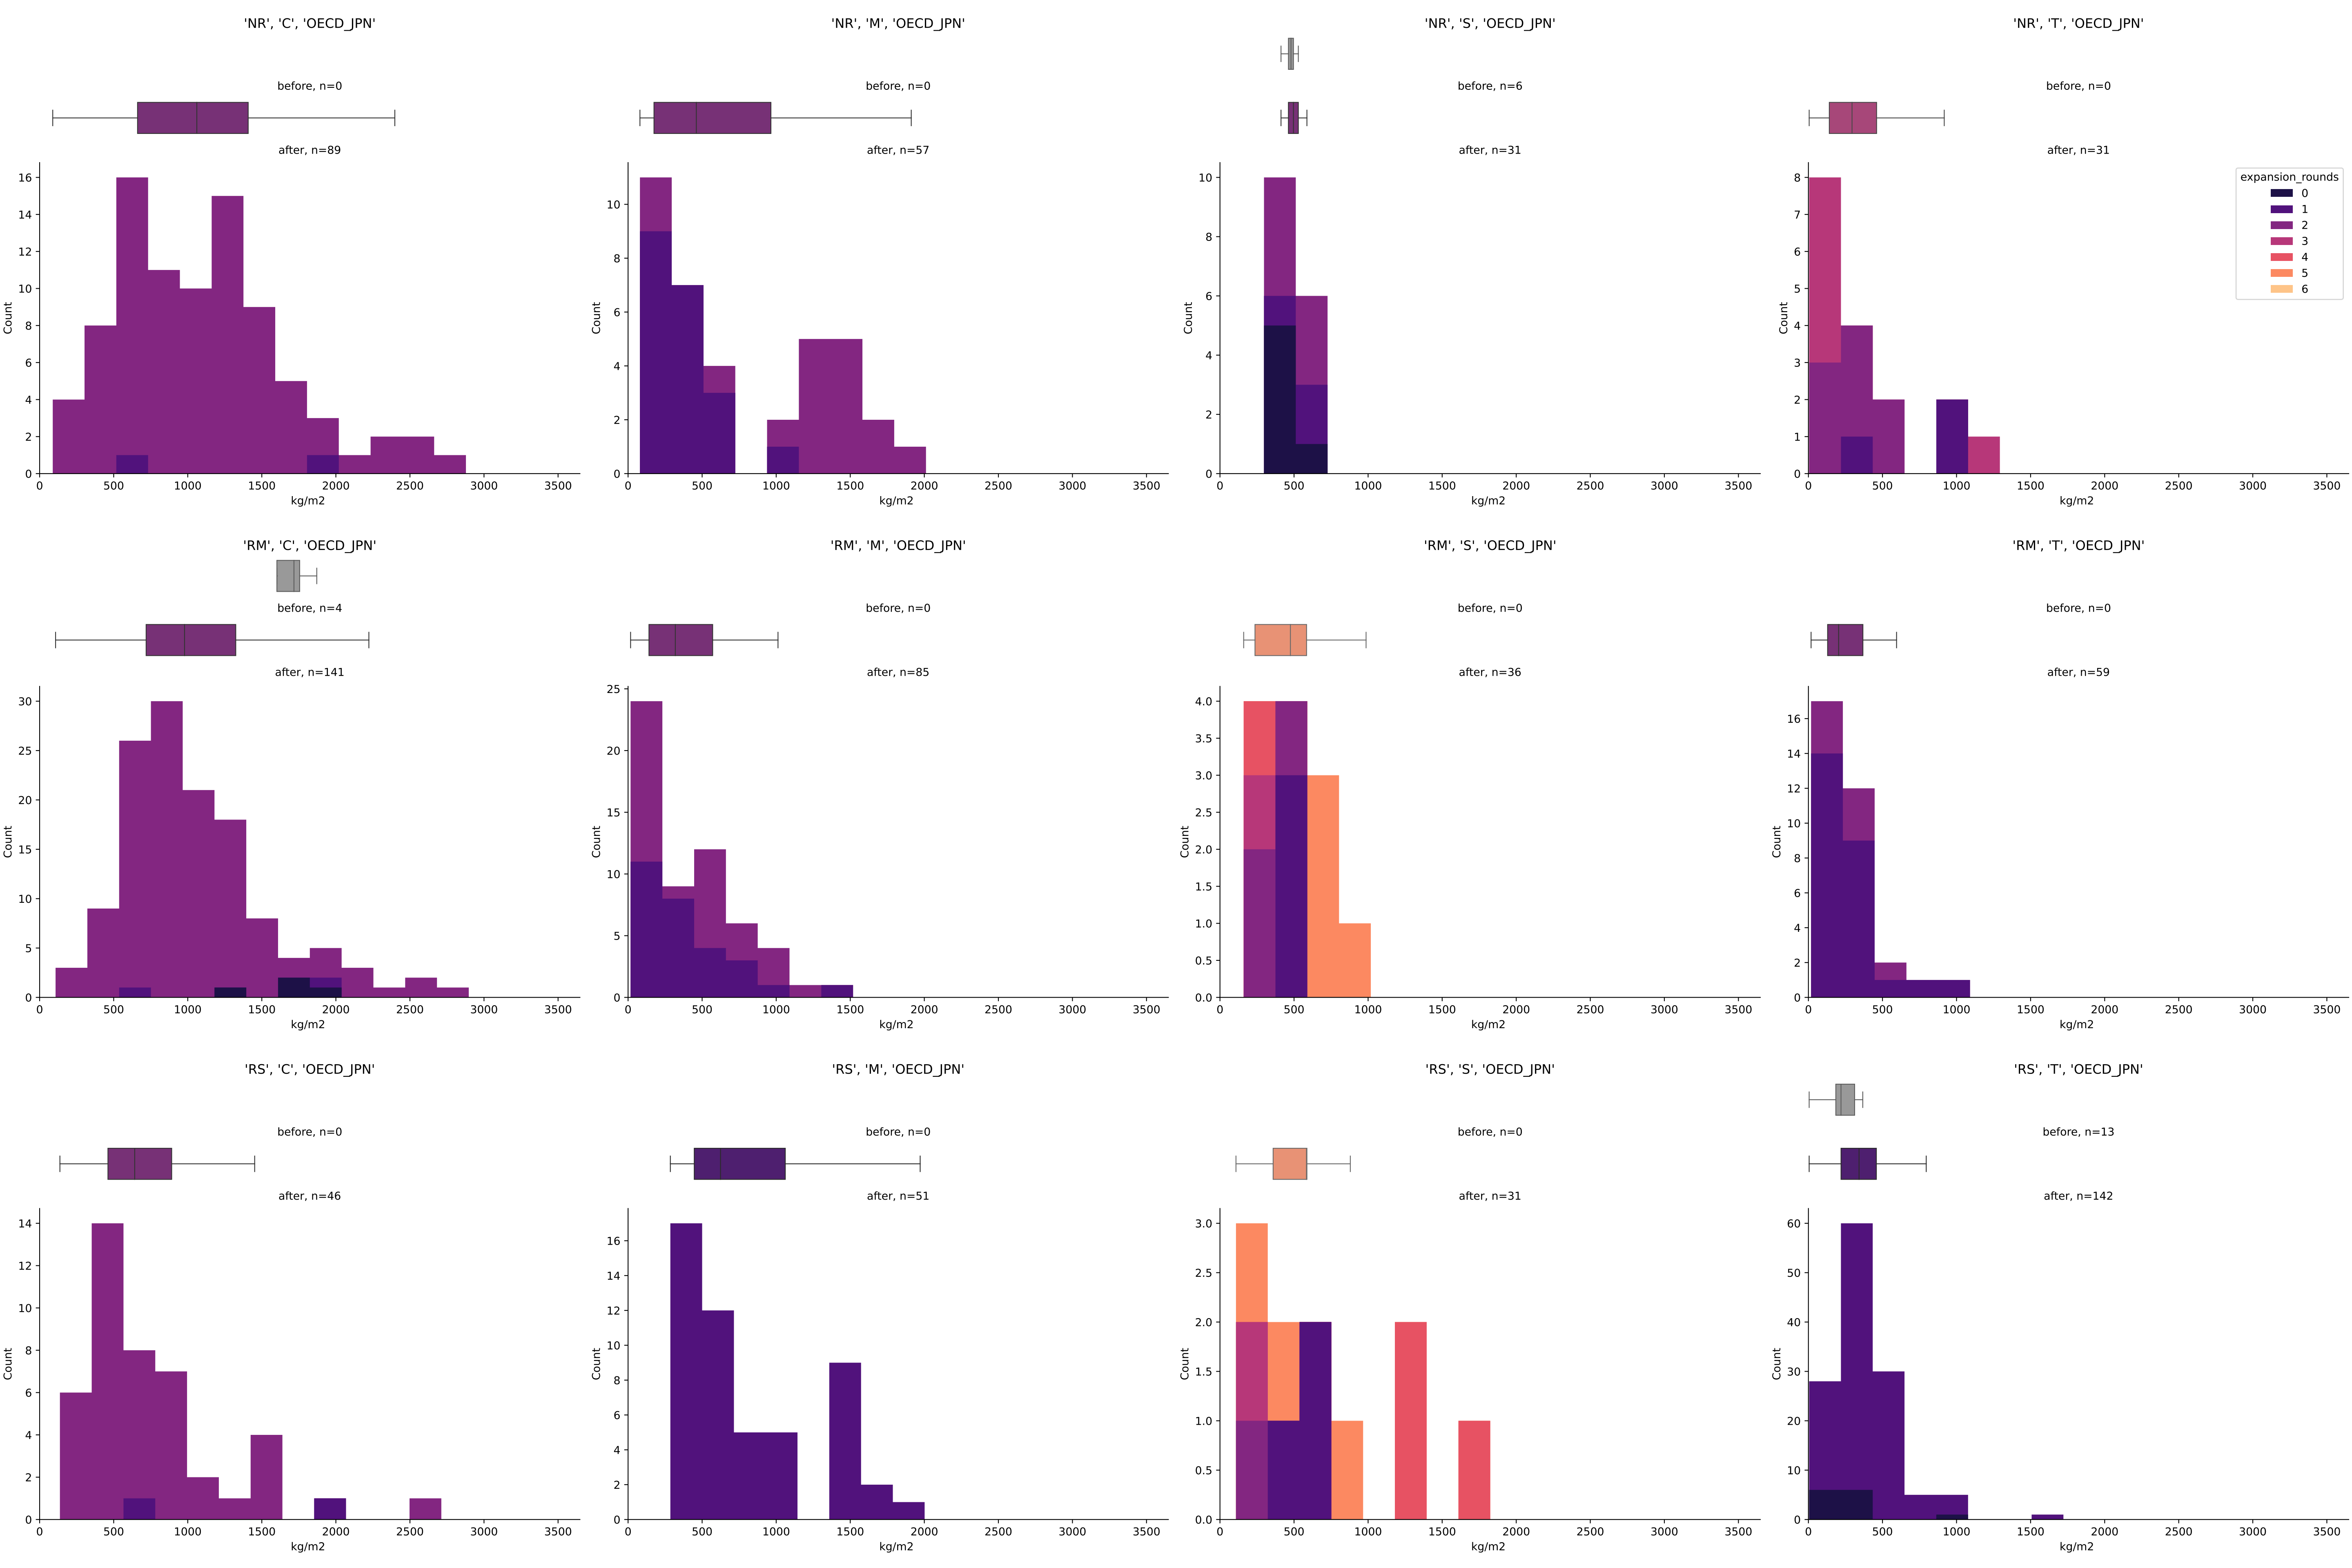 'NR', 'C', 'OECD_JPN'
before, n=0
after, n=89
Count
16
14
12
10
8
6
4
2
0
0 500 1000 1500 2000 2500 3000 3500
kg/m2
'NR', 'M', 'OECD_JPN'
before, n=0
after, n=57
Count
10
8
6
4
2
0
0 500 1000 1500 2000 2500 3000 3500
kg/m2
'NR', 'S', 'OECD_JPN'
before, n=6
after, n=31
Count
10
8
6
4
2
0
0 500 1000 1500 2000 2500 3000 3500
kg/m2
'NR', 'T', 'OECD_JPN'
before, n=0
after, n=31
Count
8
7
6
5
4
3
2
1
0
0 500 1000 1500 2000 2500 3000 3500
kg/m2
expansion_rounds
0
1
2
3
4
5
6
'RM', 'C', 'OECD_JPN'
before, n=4
after, n=141
Count
30
25
20
15
10
5
0
0 500 1000 1500 2000 2500 3000 3500
kg/m2
'RM', 'M', 'OECD_JPN'
before, n=0
after, n=85
Count
25
20
15
10
5
0
0 500 1000 1500 2000 2500 3000 3500
kg/m2
'RM', 'S', 'OECD_JPN'
before, n=0
after, n=36
Count
4.0
3.5
3.0
2.5
2.0
1.5
1.0
0.5
0.0
0 500 1000 1500 2000 2500 3000 3500
kg/m2
'RM', 'T', 'OECD_JPN'
before, n=0
after, n=59
Count
16
14
12
10
8
6
4
2
0
0 500 1000 1500 2000 2500 3000 3500
kg/m2
'RS', 'C', 'OECD_JPN'
before, n=0
after, n=46
Count
14
12
10
8
6
4
2
0
0 500 1000 1500 2000 2500 3000 3500
kg/m2
'RS', 'M', 'OECD_JPN'
before, n=0
after, n=51
Count
16
14
12
10
8
6
4
2
0
0 500 1000 1500 2000 2500 3000 3500
kg/m2
'RS', 'S', 'OECD_JPN'
before, n=0
after, n=31
Count
3.0
2.5
2.0
1.5
1.0
0.5
0.0
0 500 1000 1500 2000 2500 3000 3500
kg/m2
'RS', 'T', 'OECD_JPN'
before, n=13
after, n=142
Count
60
50
40
30
20
10
0
0 500 1000 1500 2000 2500 3000 3500
kg/m2